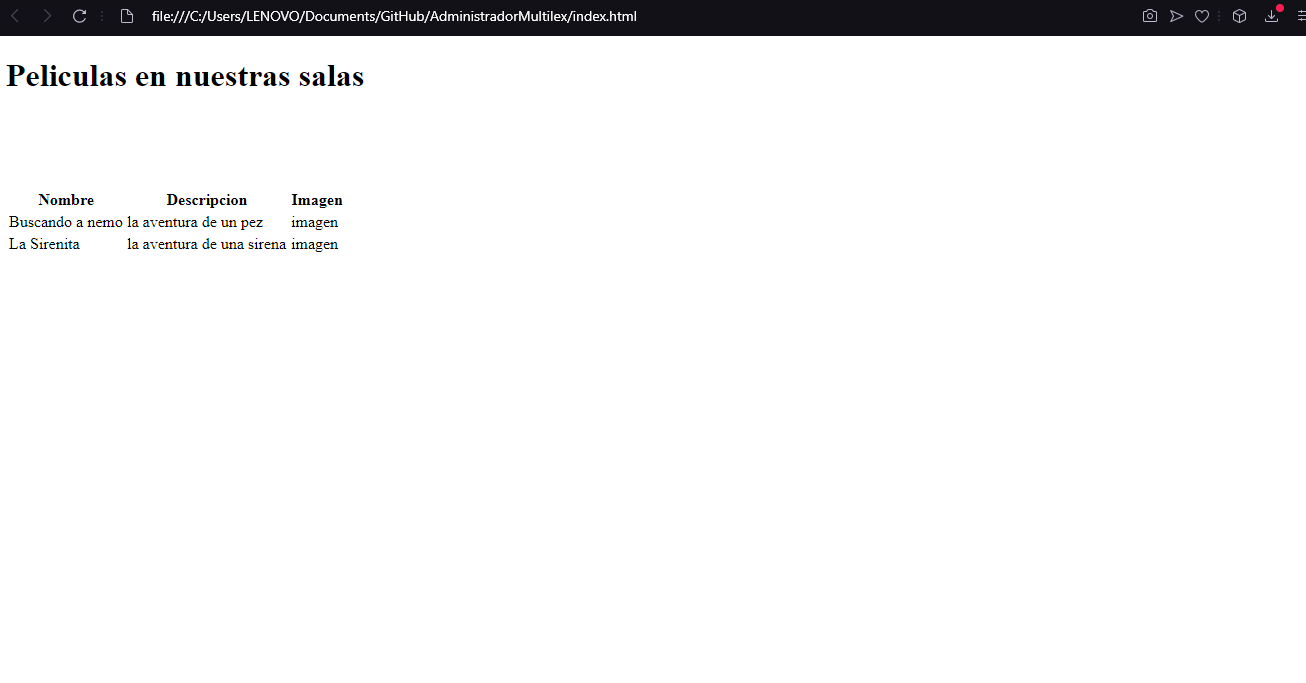 file:///C:/Users/LENOVO/Documents/GitHub/AdministradorMultilex/index.html
Peliculas en nuestras salas
Nombre Descripcion Imagen
Buscando a nemo la aventura de un pez imagen
La Sirenita la aventura de una sirena imagen